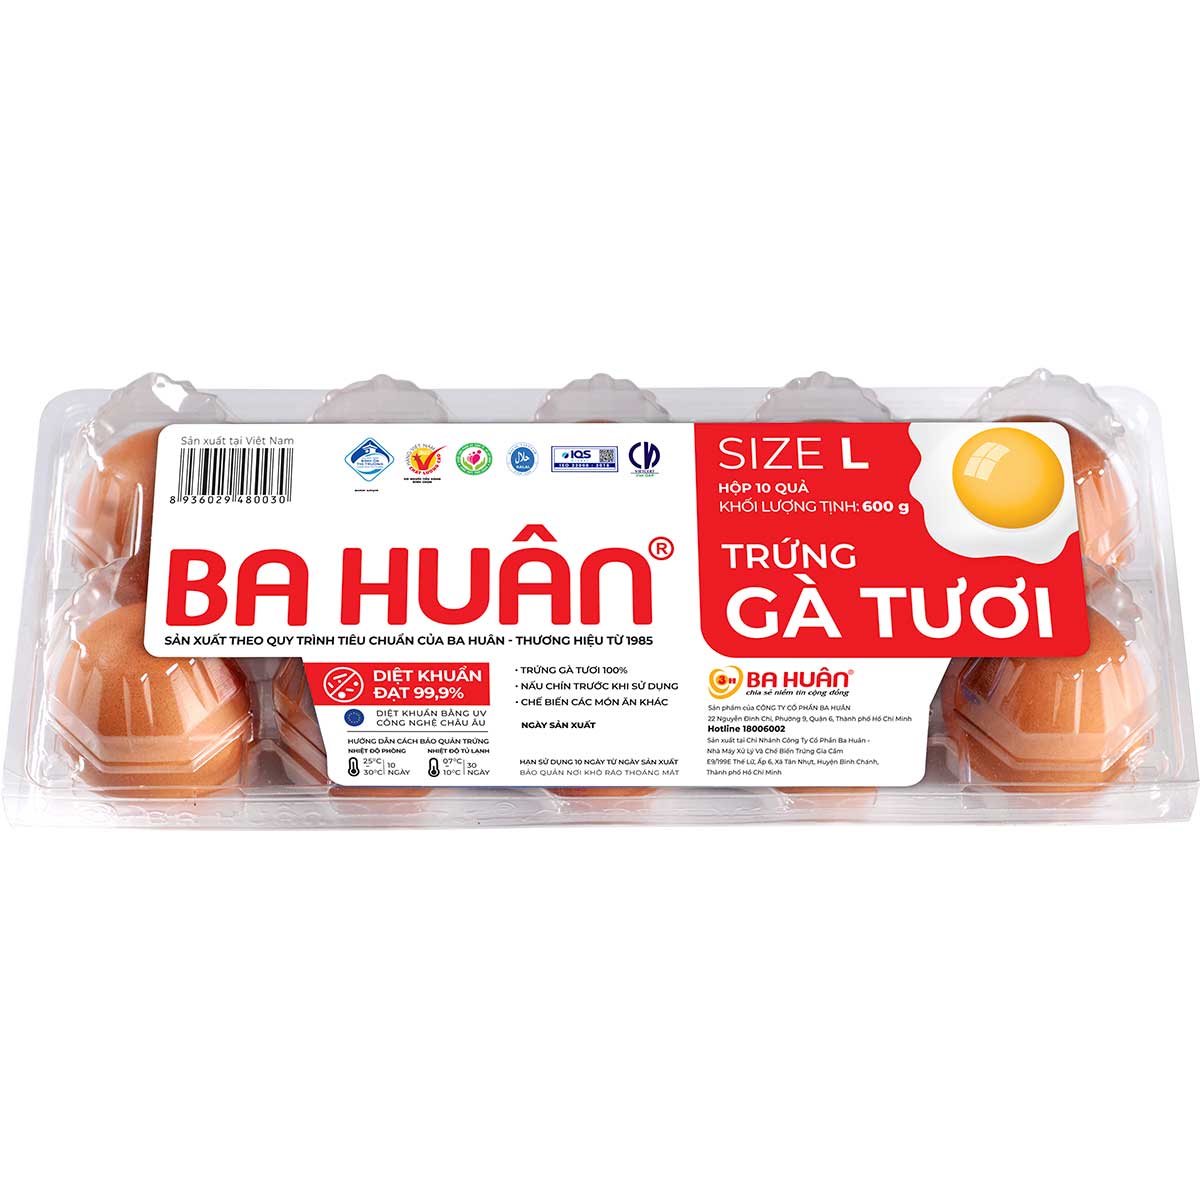 Sản xuất tại Việt Nam
8 936029 480030
HALAL
IQS
ISO 22000 : 2018
SIZE L
HỘP 10 QUẢ
KHỐI LƯỢNG TỊNH: 600 g
TRỨNG
GÀ TƯƠI
BA HUÂN®
SẢN XUẤT THEO QUY TRÌNH TIÊU CHUẨN CỦA BA HUÂN - THƯƠNG HIỆU TỪ 1985
DIỆT KHUẨN
ĐẠT 99,9%
DIỆT KHUẨN BẰNG UV
CÔNG NGHỆ CHÂU ÂU
HƯỚNG DẪN CÁCH BẢO QUẢN TRỨNG
NHIỆT ĐỘ PHÒNG NHIỆT ĐỘ TỦ LẠNH
25°C - 30°C 10 NGÀY
07°C - 10°C 30 NGÀY
• TRỨNG GÀ TƯƠI 100%
• NẤU CHÍN TRƯỚC KHI SỬ DỤNG
• CHẾ BIẾN CÁC MÓN ĂN KHÁC
NGÀY SẢN XUẤT
HẠN SỬ DỤNG 10 NGÀY TỪ NGÀY SẢN XUẤT
BẢO QUẢN NƠI KHÔ RÁO THOÁNG MÁT
3H BA HUÂN®
chia sẻ niềm tin cộng đồng
Sản phẩm của CÔNG TY CỔ PHẦN BA HUÂN
22 Nguyễn Đình Chi, Phường 9, Quận 6, Thành phố Hồ Chí Minh
Hotline 18006002
Sản xuất tại Chi Nhánh Công Ty Cổ Phần Ba Huân -
Nhà Máy Xử Lý Và Chế Biến Trứng Gia Cầm
E9/199E Thế Lữ, Ấp 6, Xã Tân Nhựt, Huyện Bình Chánh,
Thành phố Hồ Chí Minh